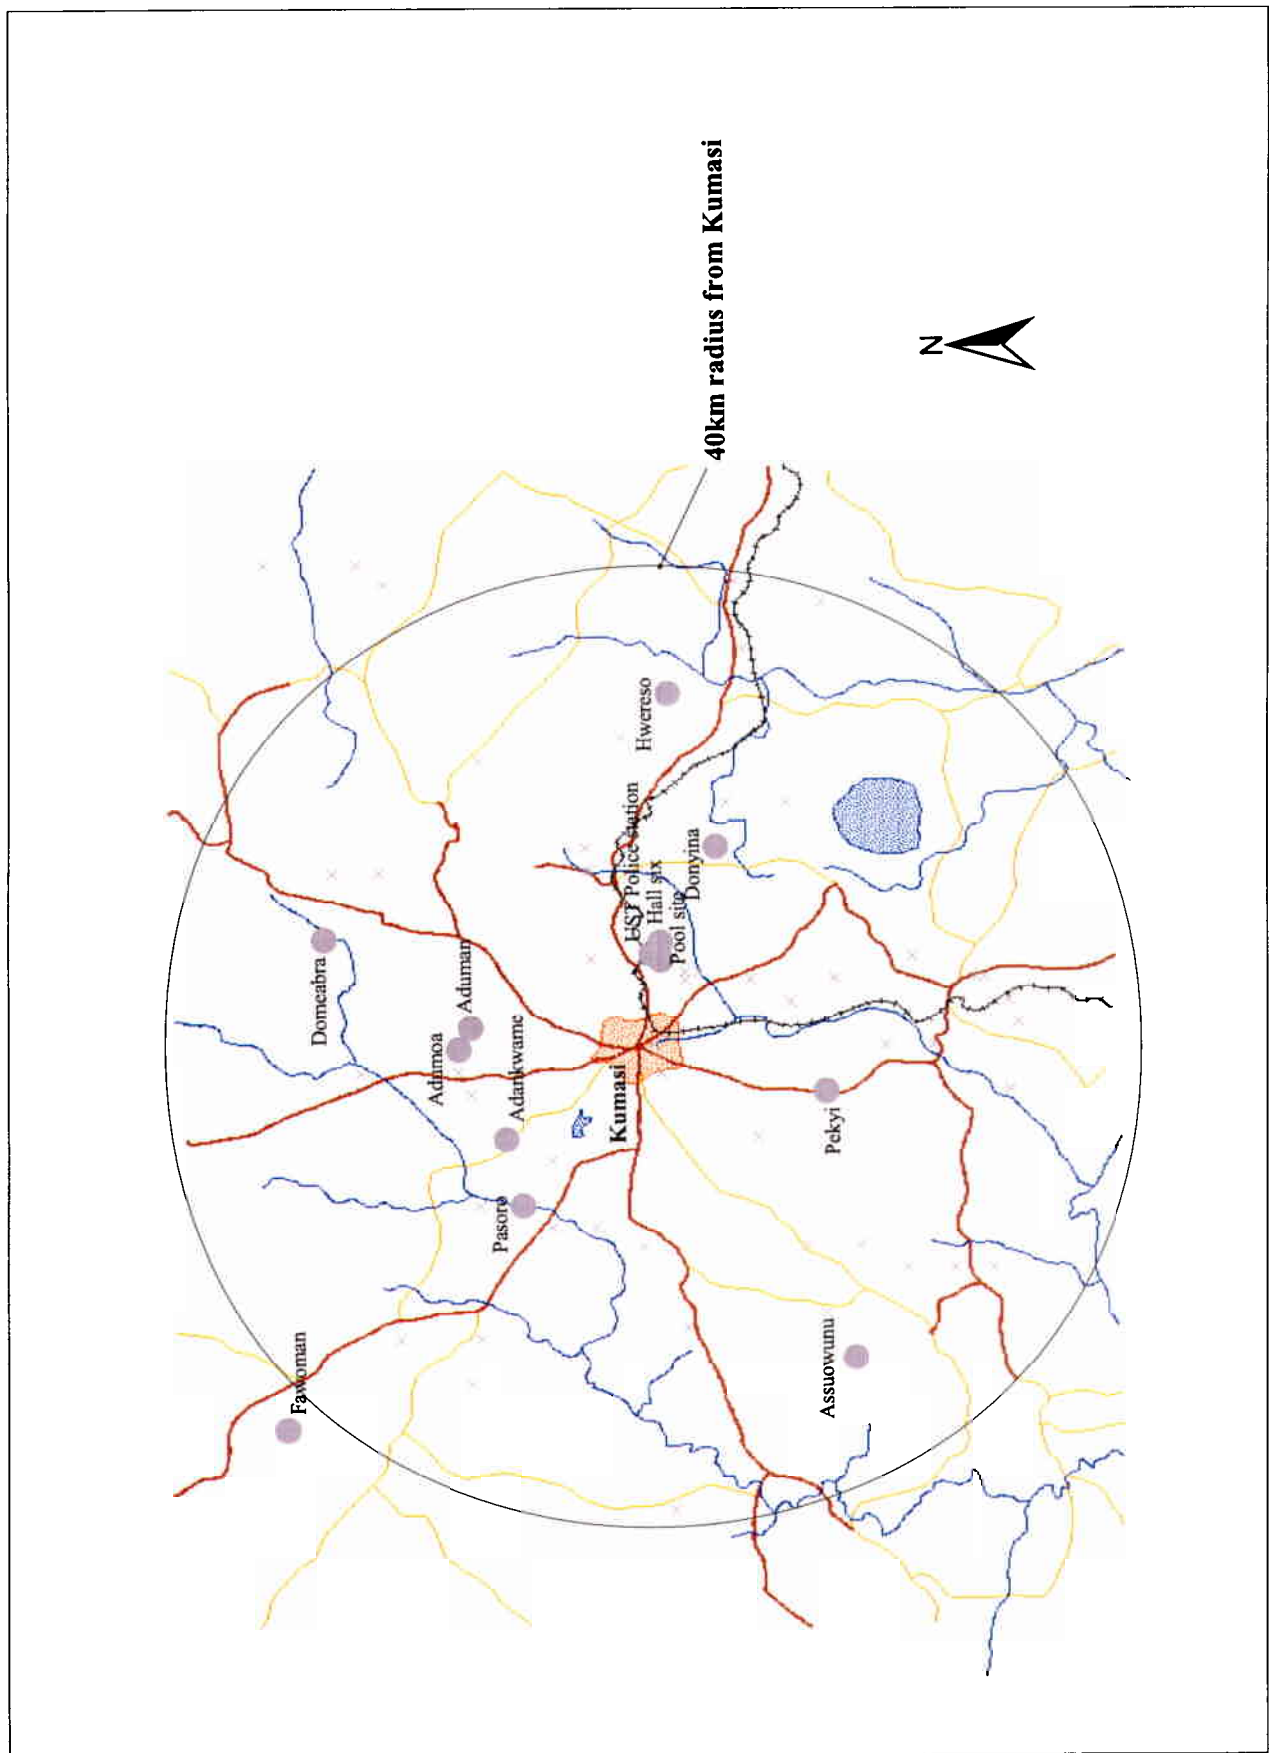 40km radius from Kumasi
N
Domeabra
Adumoa
Aduman
Adankwame
Pasoro
Fawoman
Kumasi
UST Police station
Hall six
Pool site
Donyina
Hwereso
Pekyi
Assuowunu